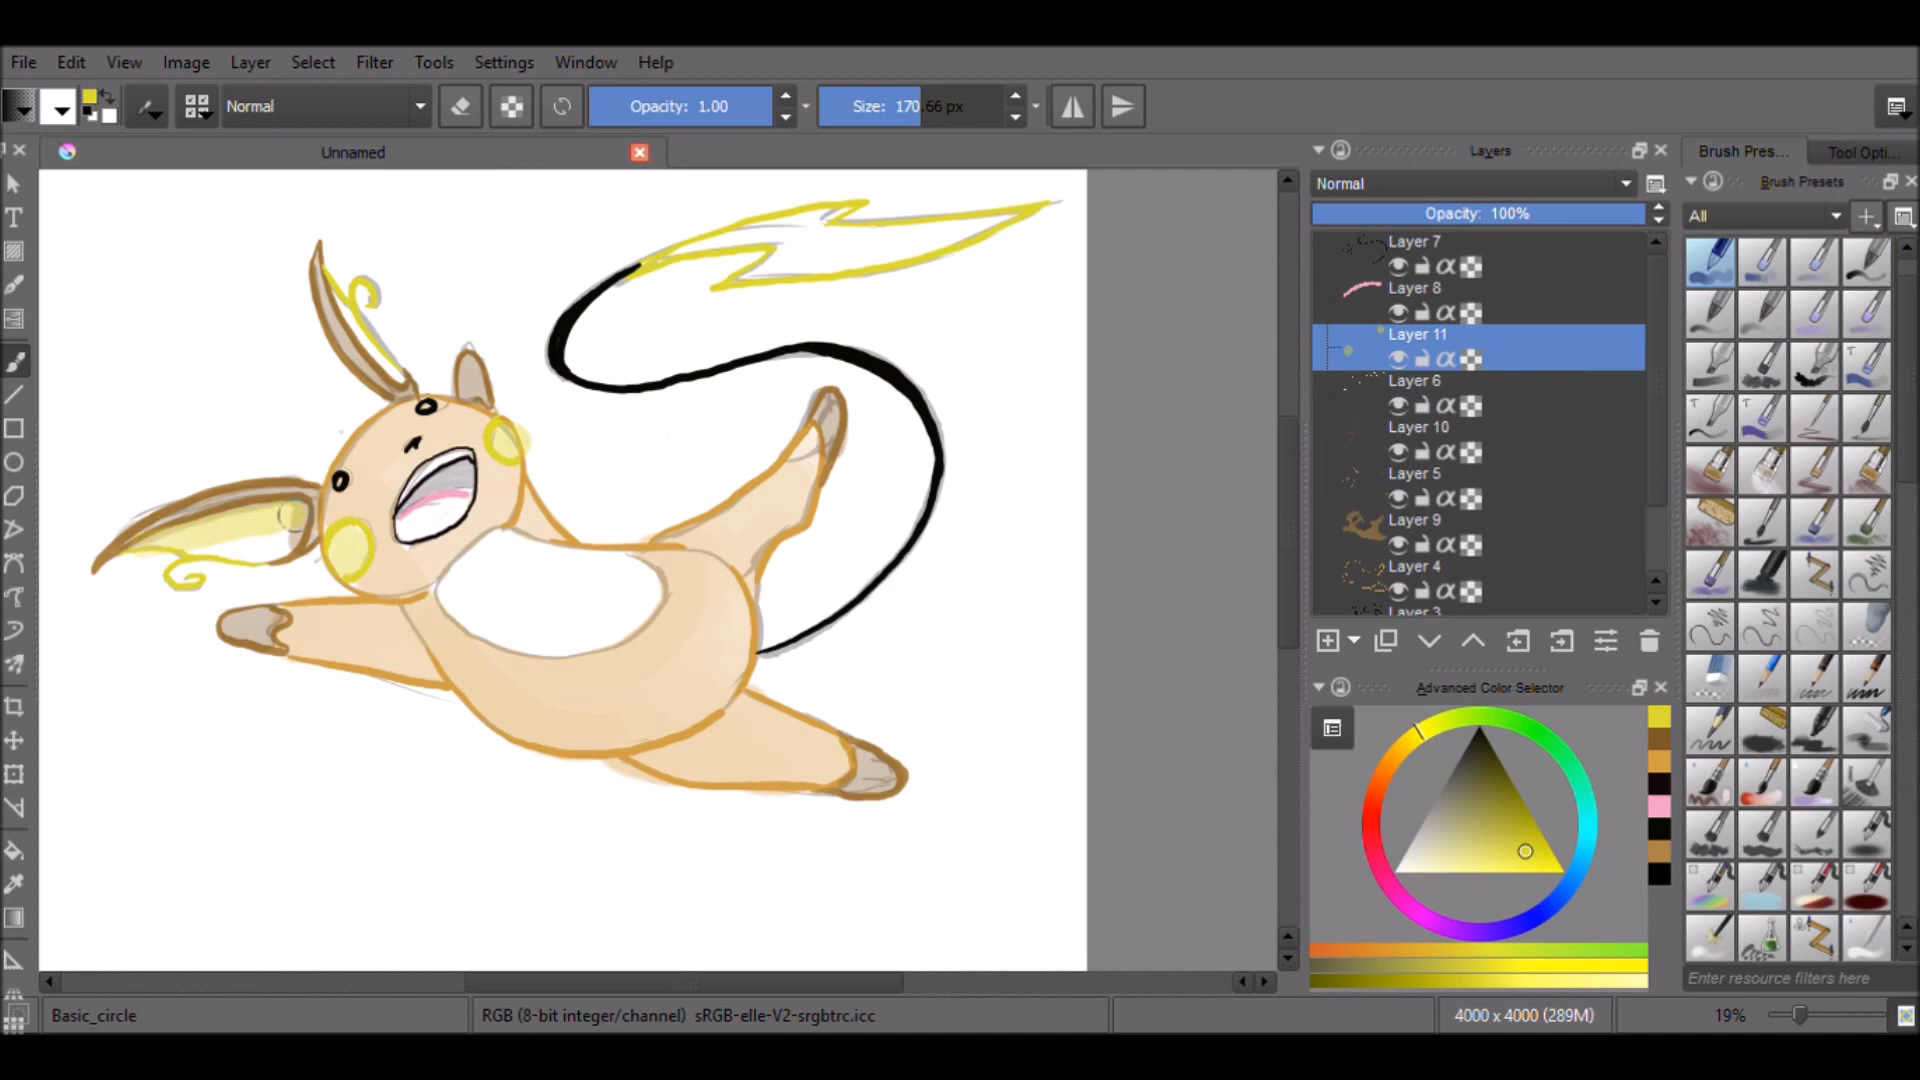 File Edit View Image Layer Select Filter Tools Settings Window Help
Normal Opacity: 1.00 Size: 170.66 px
Unnamed
Layers
Normal
Opacity: 100%
Layer 7
Layer 8
Layer 11
Layer 6
Layer 10
Layer 5
Layer 9
Layer 4
Layer 3
Advanced Color Selector
Brush Pres... Tool Opti...
Brush Presets
All
Enter resource filters here
Basic_circle RGB (8-bit integer/channel) sRGB-elle-V2-srgbtrc.icc 4000 x 4000 (289M) 19%